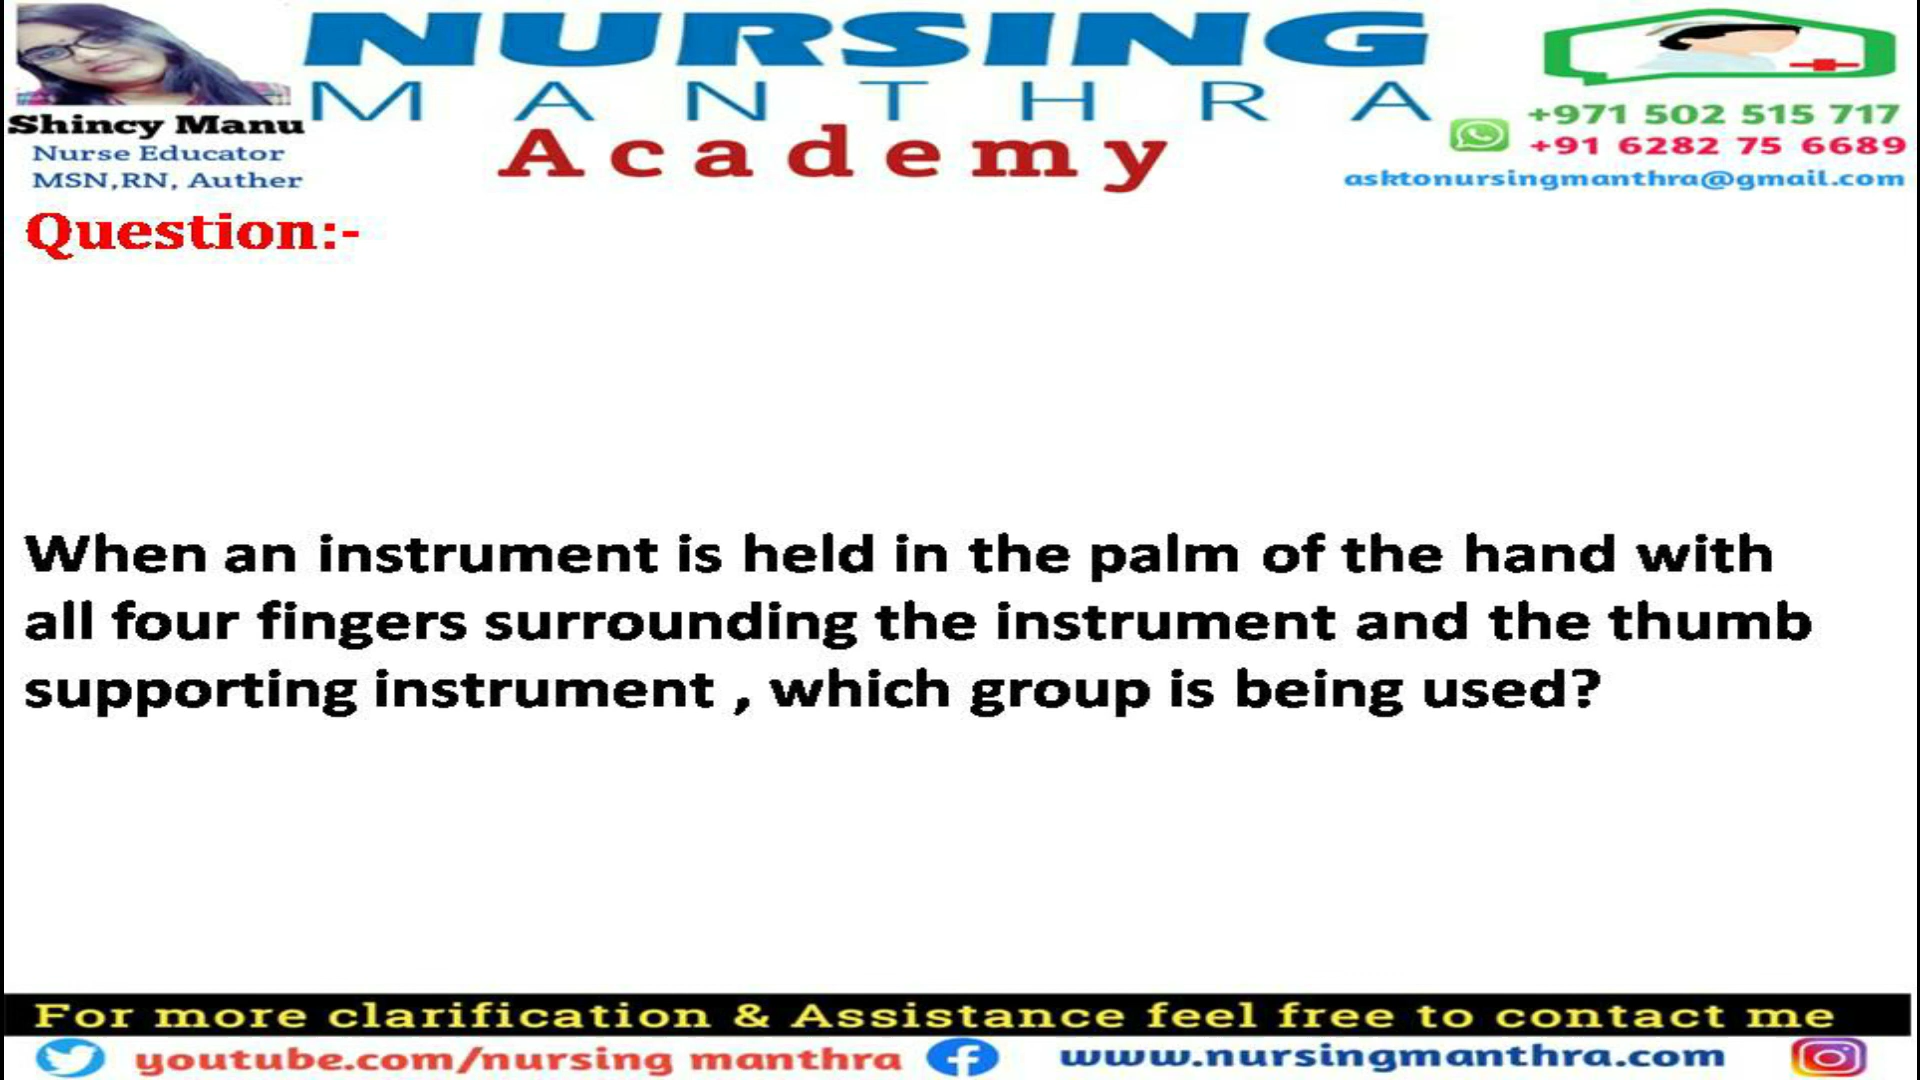 NURSING
MANTHRA
Academy
Shincy Manu
Nurse Educator
MSN,RN, Auther
+971 502 515 717
+91 6282 75 6689
asktonursingmanthra@gmail.com
Question:-
When an instrument is held in the palm of the hand with
all four fingers surrounding the instrument and the thumb
supporting instrument , which group is being used?
For more clarification & Assistance feel free to contact me
youtube.com/nursing manthra
www.nursingmanthra.com